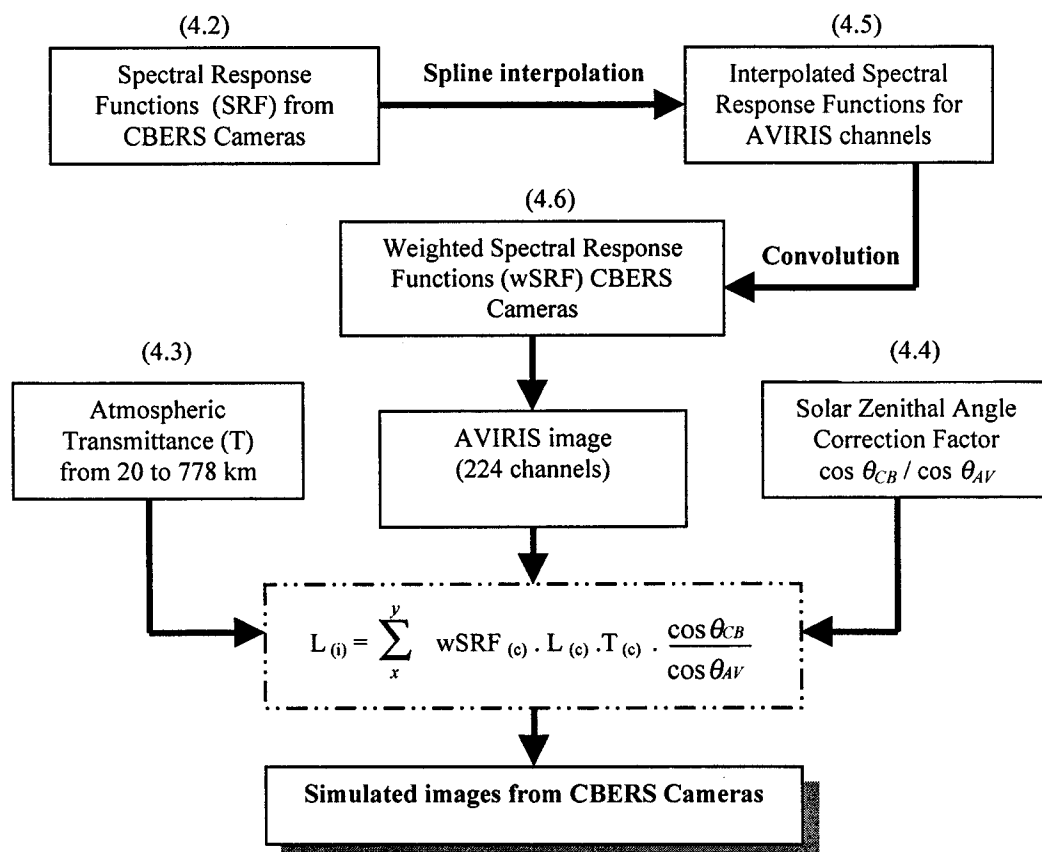 (4.2)
Spectral Response
Functions (SRF) from
CBERS Cameras
Spline interpolation
(4.5)
Interpolated Spectral
Response Functions for
AVIRIS channels
(4.6)
Weighted Spectral Response
Functions (wSRF) CBERS
Cameras
Convolution
(4.3)
Atmospheric
Transmittance (T)
from 20 to 778 km
AVIRIS image
(224 channels)
(4.4)
Solar Zenithal Angle
Correction Factor
cos θCB / cos θAV
L (i) = ∑ x y wSRF (c) . L (c) .T (c) . cos θCB / cos θAV
Simulated images from CBERS Cameras